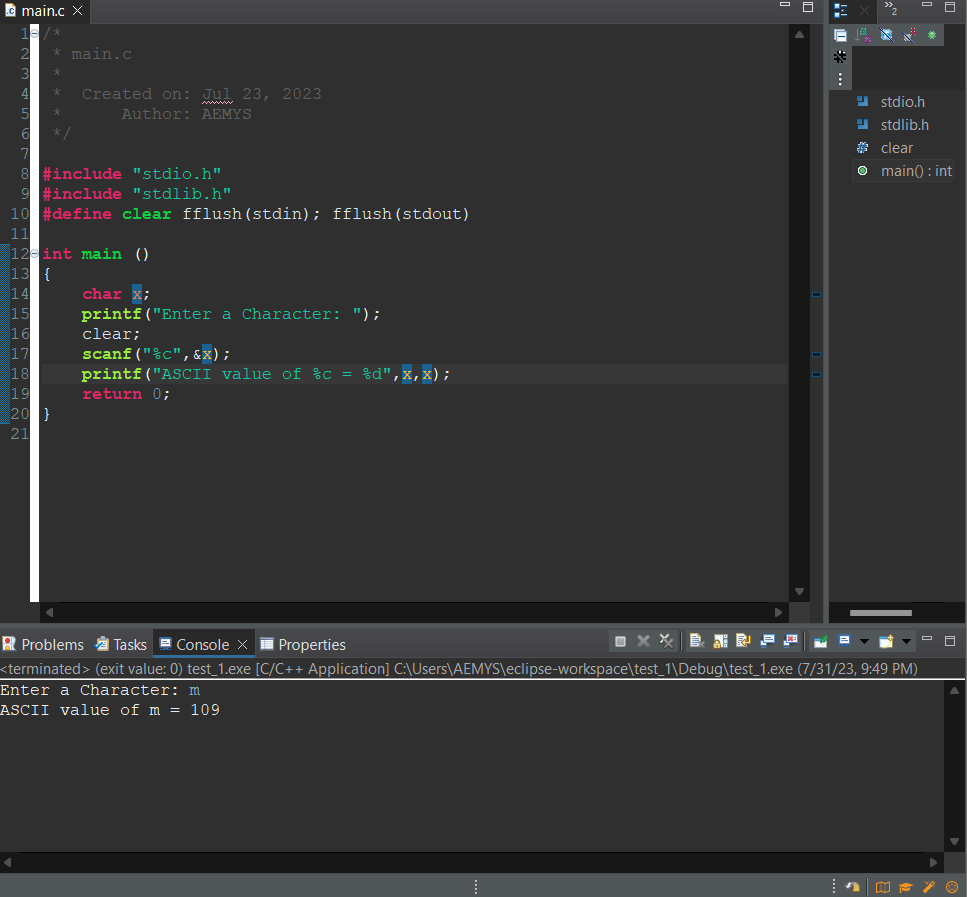 main.c
2
1 /*
2  * main.c
3  *
4  *  Created on: Jul 23, 2023
5  *      Author: AEMYS
6  */
7
8 #include "stdio.h"
9 #include "stdlib.h"
10 #define clear fflush(stdin); fflush(stdout)
11
12 int main ()
13 {
14     char x;
15     printf("Enter a Character: ");
16     clear;
17     scanf("%c",&x);
18     printf("ASCII value of %c = %d",x,x);
19     return 0;
20 }
21
stdio.h
stdlib.h
clear
main() : int
Problems Tasks Console Properties
<terminated> (exit value: 0) test_1.exe [C/C++ Application] C:\Users\AEMYS\eclipse-workspace\test_1\Debug\test_1.exe (7/31/23, 9:49 PM)
Enter a Character: m
ASCII value of m = 109